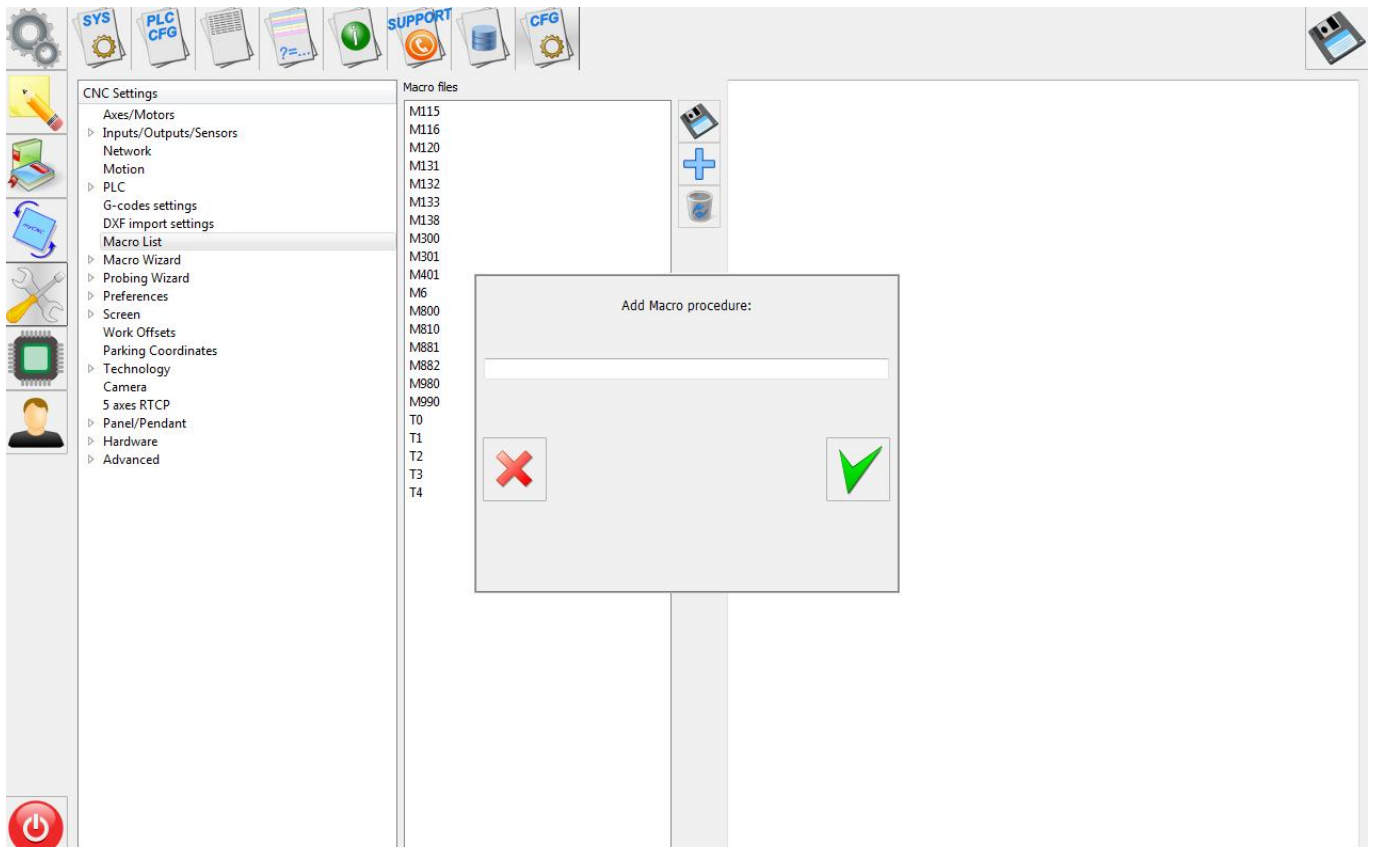 SYS
PLC
CFG
?=...
SUPPORT
CFG
CNC Settings
Axes/Motors
Inputs/Outputs/Sensors
Network
Motion
PLC
G-codes settings
DXF import settings
Macro List
Macro Wizard
Probing Wizard
Preferences
Screen
Work Offsets
Parking Coordinates
Technology
Camera
5 axes RTCP
Panel/Pendant
Hardware
Advanced
Macro files
M115
M116
M120
M131
M132
M133
M138
M300
M301
M401
M6
M800
M810
M881
M882
M980
M990
T0
T1
T2
T3
T4
Add Macro procedure:
myCNC